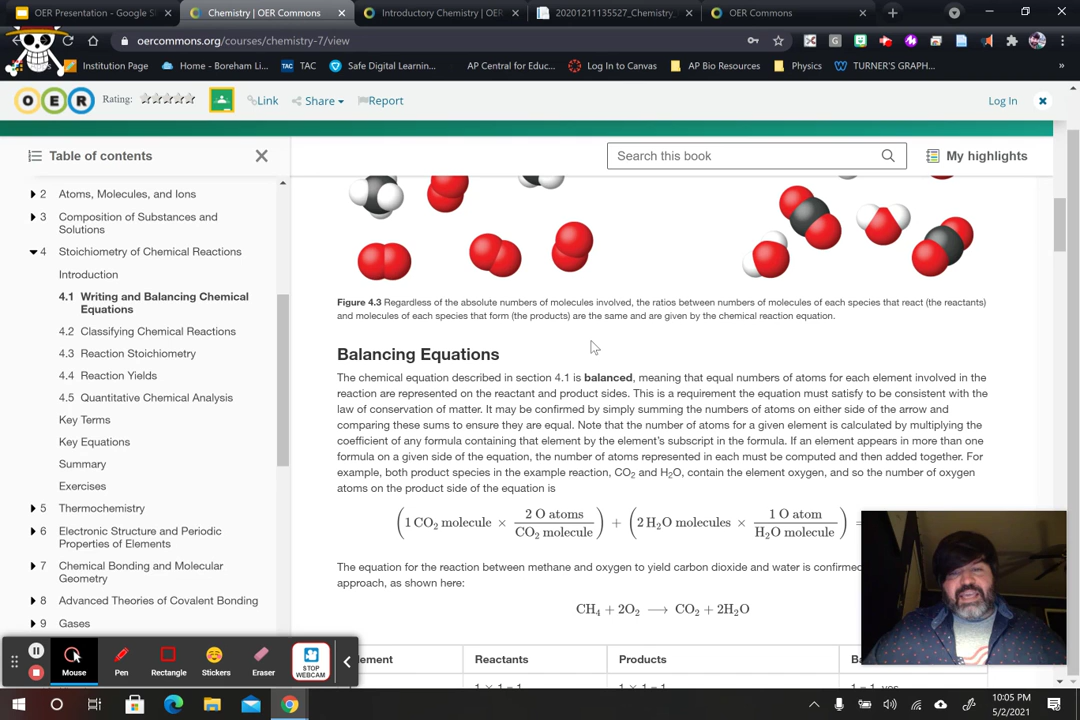 OER Presentation - Google S
Chemistry | OER Commons
Introductory Chemistry | OER
20201211135527_Chemistry_
OER Commons
oercommons.org/courses/chemistry-7/view
Institution Page
Home - Boreham Li...
TAC
Safe Digital Learnin...
AP Central for Educ...
Log In to Canvas
AP Bio Resources
Physics
TURNER'S GRAPH...
OER
Rating:
Link
Share
Report
Log In
Table of contents
Search this book
My highlights
2 Atoms, Molecules, and Ions
3 Composition of Substances and
Solutions
4 Stoichiometry of Chemical Reactions
Introduction
4.1 Writing and Balancing Chemical
Equations
4.2 Classifying Chemical Reactions
4.3 Reaction Stoichiometry
4.4 Reaction Yields
4.5 Quantitative Chemical Analysis
Key Terms
Key Equations
Summary
Exercises
5 Thermochemistry
6 Electronic Structure and Periodic
Properties of Elements
7 Chemical Bonding and Molecular
Geometry
8 Advanced Theories of Covalent Bonding
9 Gases
Figure 4.3 Regardless of the absolute numbers of molecules involved, the ratios between numbers of molecules of each species that react (the reactants)
and molecules of each species that form (the products) are the same and are given by the chemical reaction equation.
Balancing Equations
The chemical equation described in section 4.1 is balanced, meaning that equal numbers of atoms for each element involved in the
reaction are represented on the reactant and product sides. This is a requirement the equation must satisfy to be consistent with the
law of conservation of matter. It may be confirmed by simply summing the numbers of atoms on either side of the arrow and
comparing these sums to ensure they are equal. Note that the number of atoms for a given element is calculated by multiplying the
coefficient of any formula containing that element by the element's subscript in the formula. If an element appears in more than one
formula on a given side of the equation, the number of atoms represented in each must be computed and then added together. For
example, both product species in the example reaction, CO₂ and H₂O, contain the element oxygen, and so the number of oxygen
atoms on the product side of the equation is
(1 CO₂ molecule × 2 O atoms / CO₂ molecule) + (2 H₂O molecules × 1 O atom / H₂O molecule) =
The equation for the reaction between methane and oxygen to yield carbon dioxide and water is confirmed
approach, as shown here:
CH₄ + 2O₂ ⟶ CO₂ + 2H₂O
lement
Reactants
Products
Ba
1 × 1 = 1
1 × 1 = 1
1 = 1, yes
Mouse
Pen
Rectangle
Stickers
Eraser
STOP
WEBCAM
10:05 PM
5/2/2021